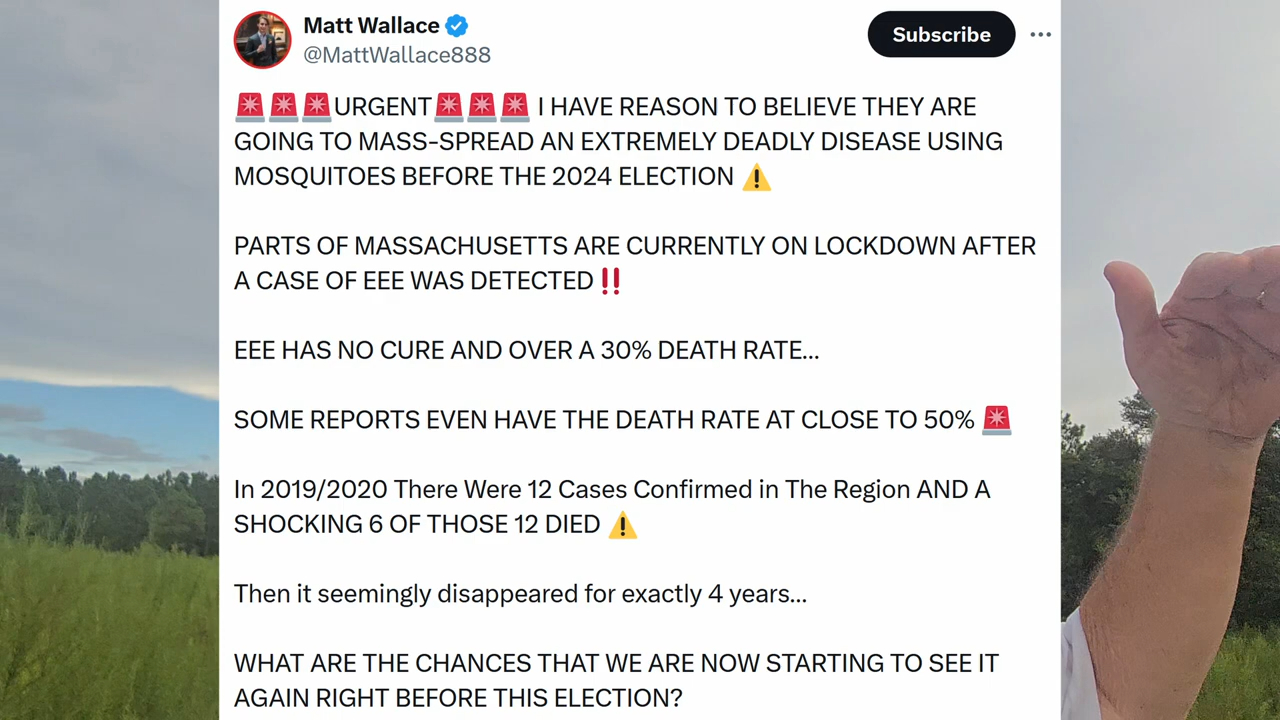 Matt Wallace
@MattWallace888
Subscribe
🚨🚨🚨URGENT🚨🚨🚨 I HAVE REASON TO BELIEVE THEY ARE
GOING TO MASS-SPREAD AN EXTREMELY DEADLY DISEASE USING
MOSQUITOES BEFORE THE 2024 ELECTION ⚠️
PARTS OF MASSACHUSETTS ARE CURRENTLY ON LOCKDOWN AFTER
A CASE OF EEE WAS DETECTED‼️
EEE HAS NO CURE AND OVER A 30% DEATH RATE...
SOME REPORTS EVEN HAVE THE DEATH RATE AT CLOSE TO 50% 🚨
In 2019/2020 There Were 12 Cases Confirmed in The Region AND A
SHOCKING 6 OF THOSE 12 DIED ⚠️
Then it seemingly disappeared for exactly 4 years...
WHAT ARE THE CHANCES THAT WE ARE NOW STARTING TO SEE IT
AGAIN RIGHT BEFORE THIS ELECTION?